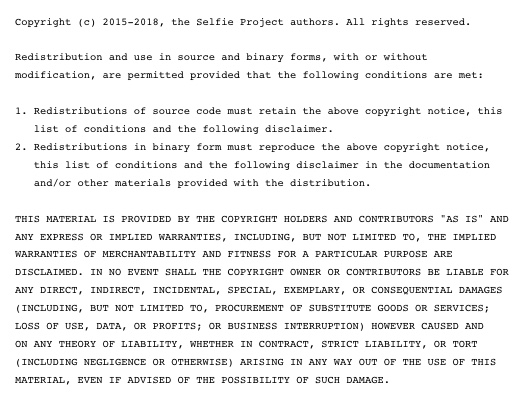 Copyright (c) 2015-2018, the Selfie Project authors. All rights reserved.
Redistribution and use in source and binary forms, with or without
modification, are permitted provided that the following conditions are met:
1. Redistributions of source code must retain the above copyright notice, this
list of conditions and the following disclaimer.
2. Redistributions in binary form must reproduce the above copyright notice,
this list of conditions and the following disclaimer in the documentation
and/or other materials provided with the distribution.
THIS MATERIAL IS PROVIDED BY THE COPYRIGHT HOLDERS AND CONTRIBUTORS "AS IS" AND
ANY EXPRESS OR IMPLIED WARRANTIES, INCLUDING, BUT NOT LIMITED TO, THE IMPLIED
WARRANTIES OF MERCHANTABILITY AND FITNESS FOR A PARTICULAR PURPOSE ARE
DISCLAIMED. IN NO EVENT SHALL THE COPYRIGHT OWNER OR CONTRIBUTORS BE LIABLE FOR
ANY DIRECT, INDIRECT, INCIDENTAL, SPECIAL, EXEMPLARY, OR CONSEQUENTIAL DAMAGES
(INCLUDING, BUT NOT LIMITED TO, PROCUREMENT OF SUBSTITUTE GOODS OR SERVICES;
LOSS OF USE, DATA, OR PROFITS; OR BUSINESS INTERRUPTION) HOWEVER CAUSED AND
ON ANY THEORY OF LIABILITY, WHETHER IN CONTRACT, STRICT LIABILITY, OR TORT
(INCLUDING NEGLIGENCE OR OTHERWISE) ARISING IN ANY WAY OUT OF THE USE OF THIS
MATERIAL, EVEN IF ADVISED OF THE POSSIBILITY OF SUCH DAMAGE.